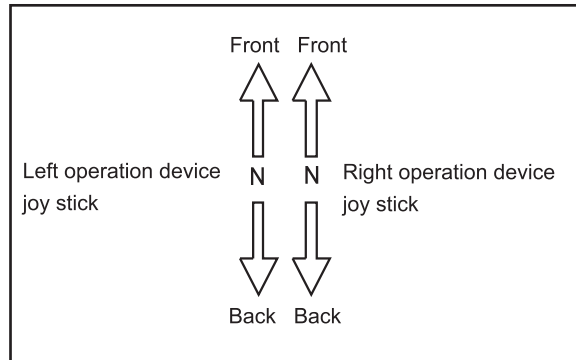 Front Front
Left operation device
joy stick
N N
Right operation device
joy stick
Back Back